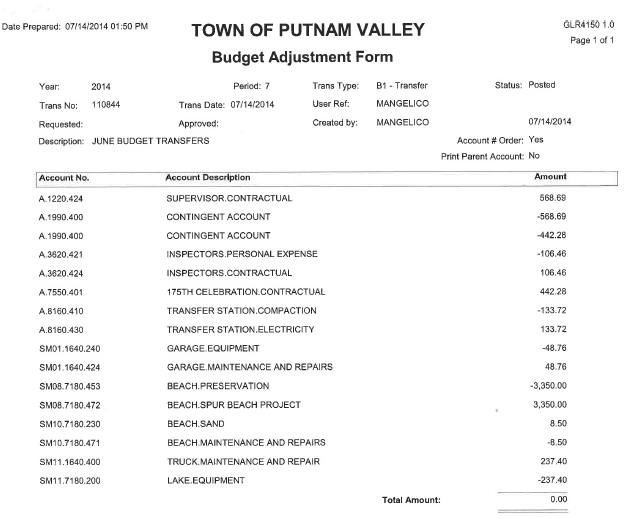 Date Prepared: 07/14/2014 01:50 PM TOWN OF PUTNAM VALLEY GLR4150 1.0
Page 1 of 1
Budget Adjustment Form
Year: 2014 Period: 7 Trans Type: B1 - Transfer Status: Posted
Trans No: 110844 Trans Date: 07/14/2014 User Ref: MANGELICO
Requested: Approved: Created by: MANGELICO 07/14/2014
Description: JUNE BUDGET TRANSFERS Account # Order: Yes
Print Parent Account: No
Account No. Account Description Amount
A.1220.424 SUPERVISOR.CONTRACTUAL 568.69
A.1990.400 CONTINGENT ACCOUNT -568.69
A.1990.400 CONTINGENT ACCOUNT -442.28
A.3620.421 INSPECTORS.PERSONAL EXPENSE -106.46
A.3620.424 INSPECTORS.CONTRACTUAL 106.46
A.7550.401 175TH CELEBRATION.CONTRACTUAL 442.28
A.8160.410 TRANSFER STATION.COMPACTION -133.72
A.8160.430 TRANSFER STATION.ELECTRICITY 133.72
SM01.1640.240 GARAGE.EQUIPMENT -48.76
SM01.1640.424 GARAGE.MAINTENANCE AND REPAIRS 48.76
SM08.7180.453 BEACH.PRESERVATION -3,350.00
SM08.7180.472 BEACH.SPUR BEACH PROJECT 3,350.00
SM10.7180.230 BEACH.SAND 8.50
SM10.7180.471 BEACH.MAINTENANCE AND REPAIRS -8.50
SM11.1640.400 TRUCK.MAINTENANCE AND REPAIR 237.40
SM11.7180.200 LAKE.EQUIPMENT -237.40
Total Amount: 0.00